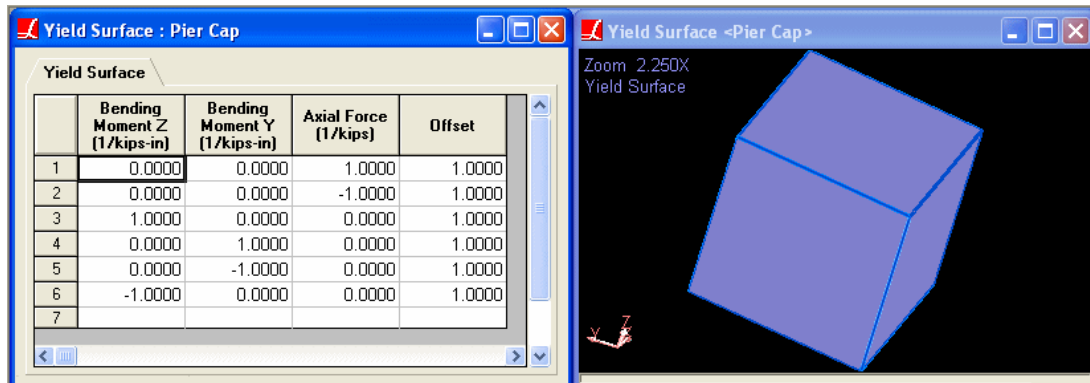 Yield Surface : Pier Cap
Yield Surface
Bending Moment Z (1/kips-in) Bending Moment Y (1/kips-in) Axial Force (1/kips) Offset
1 0.0000 0.0000 1.0000 1.0000
2 0.0000 0.0000 -1.0000 1.0000
3 1.0000 0.0000 0.0000 1.0000
4 0.0000 1.0000 0.0000 1.0000
5 0.0000 -1.0000 0.0000 1.0000
6 -1.0000 0.0000 0.0000 1.0000
7
Yield Surface <Pier Cap>
Zoom 2.250X
Yield Surface
Y Z